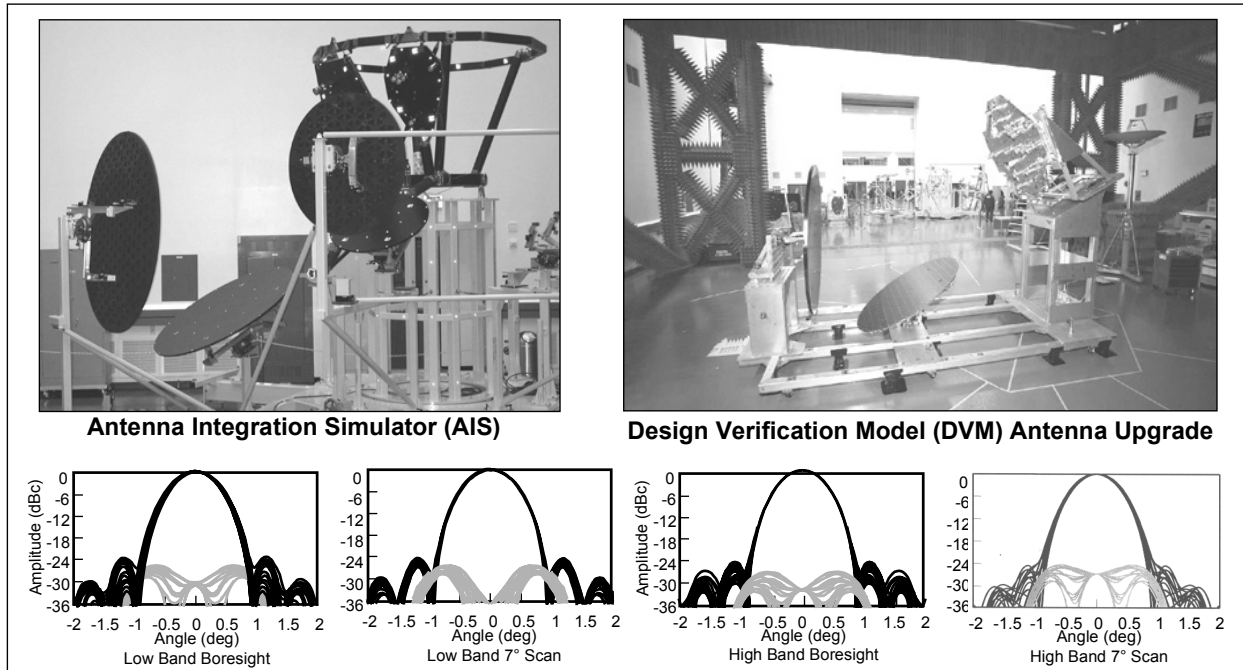 Antenna Integration Simulator (AIS)
Design Verification Model (DVM) Antenna Upgrade
Amplitude (dBc)
0
-6
-12
-18
-24
-30
-36
-2 -1.5 -1 -0.5 0 0.5 1 1.5 2
Angle (deg)
Low Band Boresight
0
-6
-12
-18
-24
-30
-36
-2 -1.5 -1 -0.5 0 0.5 1 1.5 2
Angle (deg)
Low Band 7° Scan
Amplitude (dBc)
0
-6
-12
-18
-24
-30
-36
-2 -1.5 -1 -0.5 0 0.5 1 1.5 2
Angle (deg)
High Band Boresight
0
-6
-12
-18
-24
-30
-36
-2 -1.5 -1 -0.5 0 0.5 1 1.5 2
Angle (deg)
High Band 7° Scan